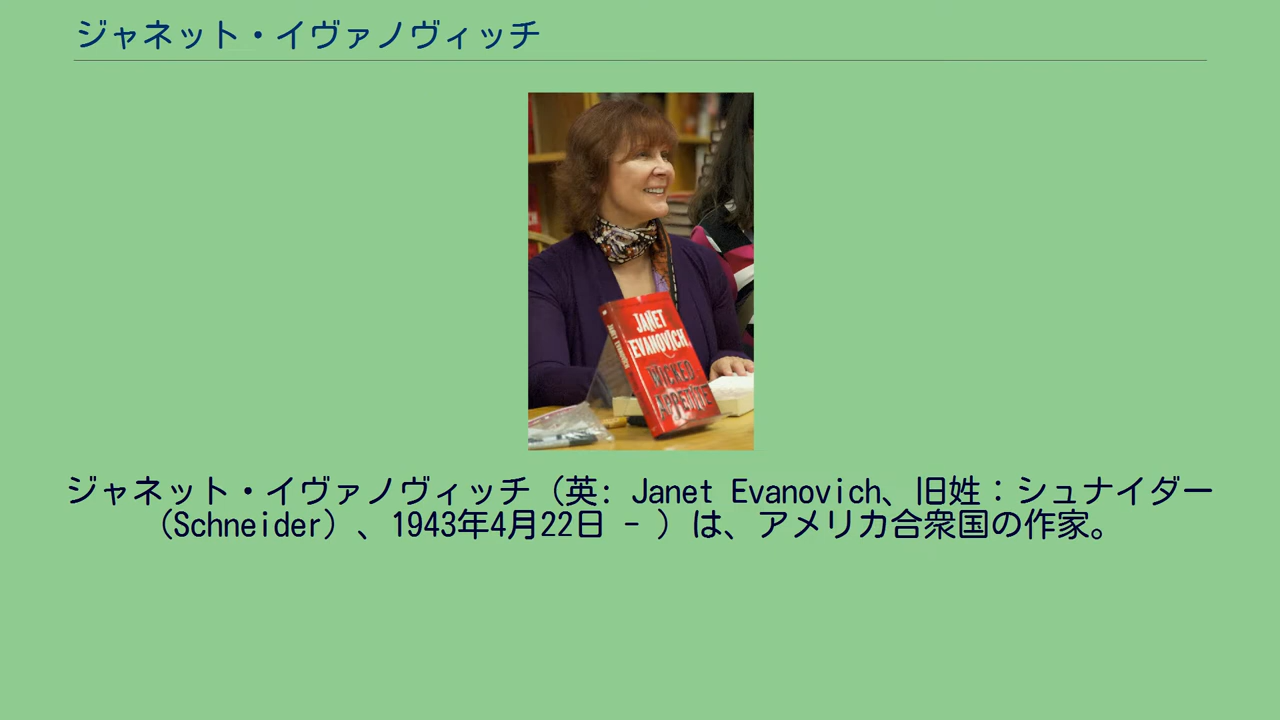 ジャネット・イヴァノヴィッチ
JANET
EVANOVICH
WICKED
APPETITE
JANET EVANOVICH
ジャネット・イヴァノヴィッチ（英: Janet Evanovich、旧姓：シュナイダー
（Schneider）、1943年4月22日 - ）は、アメリカ合衆国の作家。